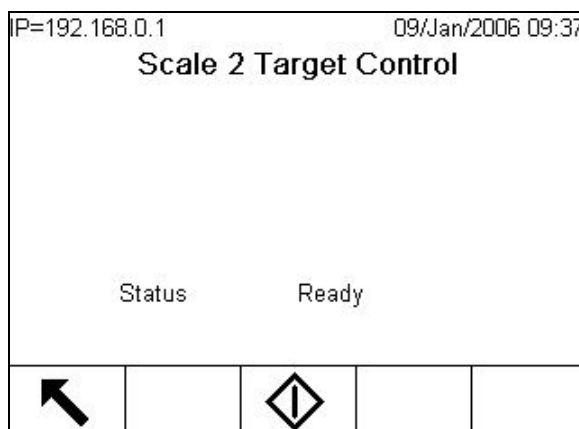 IP=192.168.0.1 09/Jan/2006 09:37
Scale 2 Target Control
Status Ready